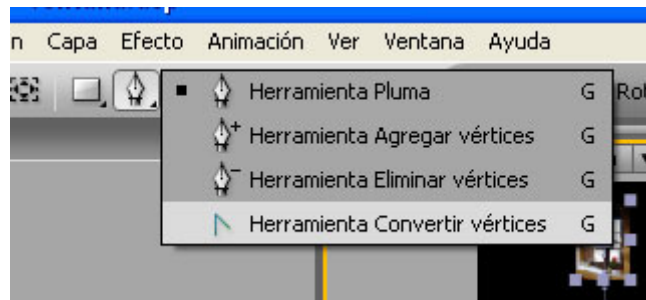 Capa Efecto Animación Ver Ventana Ayuda
Herramienta Pluma G
Herramienta Agregar vértices G
Herramienta Eliminar vértices G
Herramienta Convertir vértices G